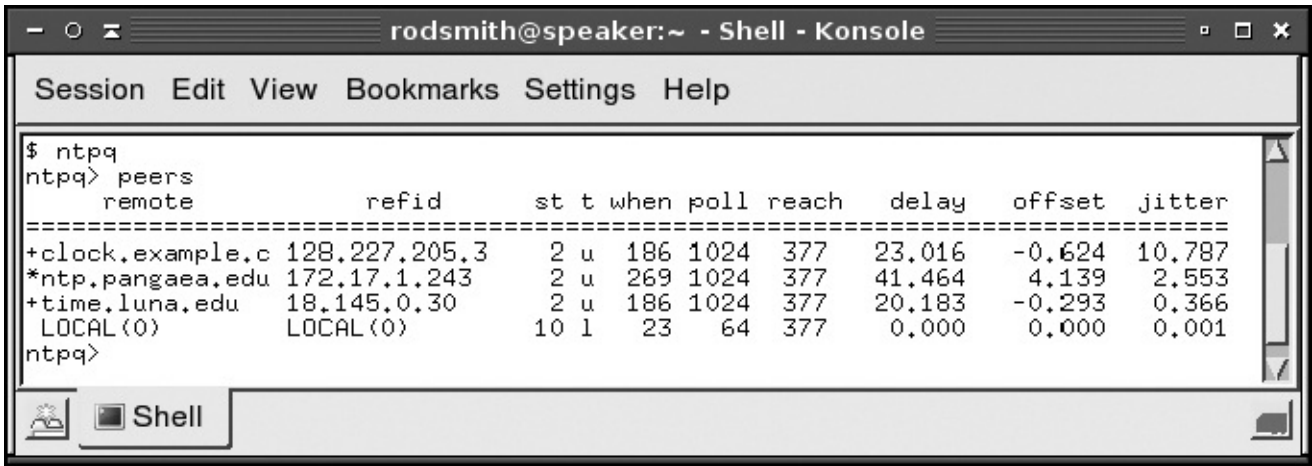 rodsmith@speaker:~ - Shell - Konsole
Session Edit View Bookmarks Settings Help
$ ntpq
ntpq> peers
remote refid st t when poll reach delay offset jitter
==============================================================================
+clock.example.c 128.227.205.3 2 u 186 1024 377 23.016 -0.624 10.787
*ntp.pangaea.edu 172.17.1.243 2 u 269 1024 377 41.464 4.139 2.553
+time.luna.edu 18.145.0.30 2 u 186 1024 377 20.183 -0.293 0.366
LOCAL(0) LOCAL(0) 10 l 23 64 377 0.000 0.000 0.001
ntpq>
Shell